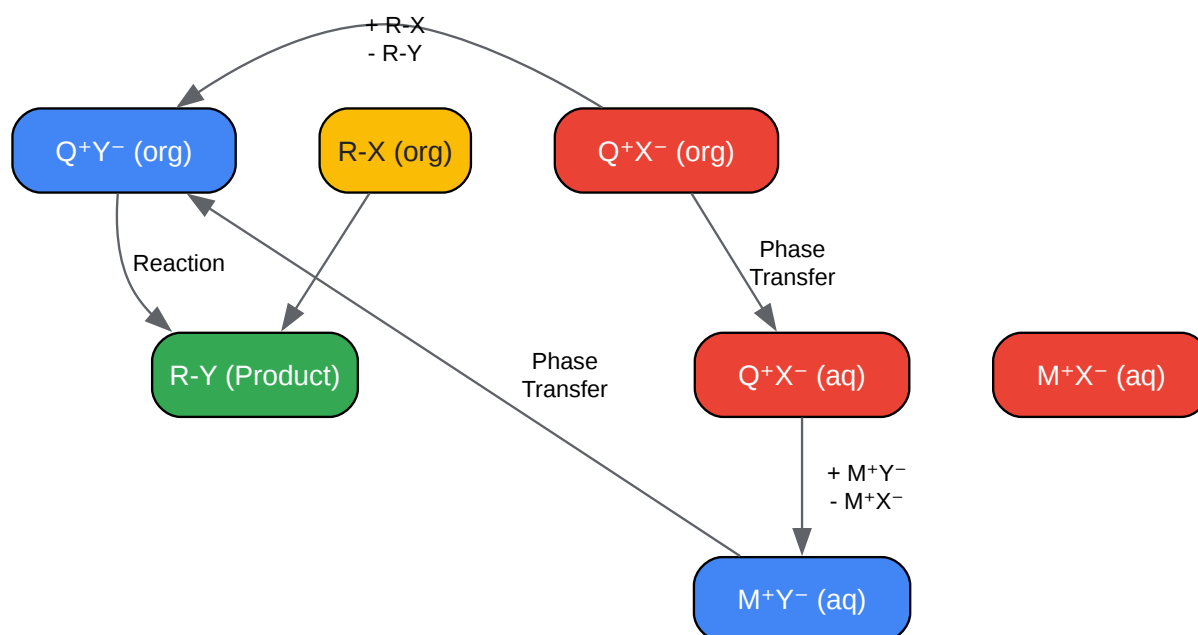 + R-X
- R-Y
Q⁺Y⁻ (org)
R-X (org)
Q⁺X⁻ (org)
Reaction
Phase
Transfer
R-Y (Product)
Phase
Transfer
Q⁺X⁻ (aq)
M⁺X⁻ (aq)
+ M⁺Y⁻
- M⁺X⁻
M⁺Y⁻ (aq)